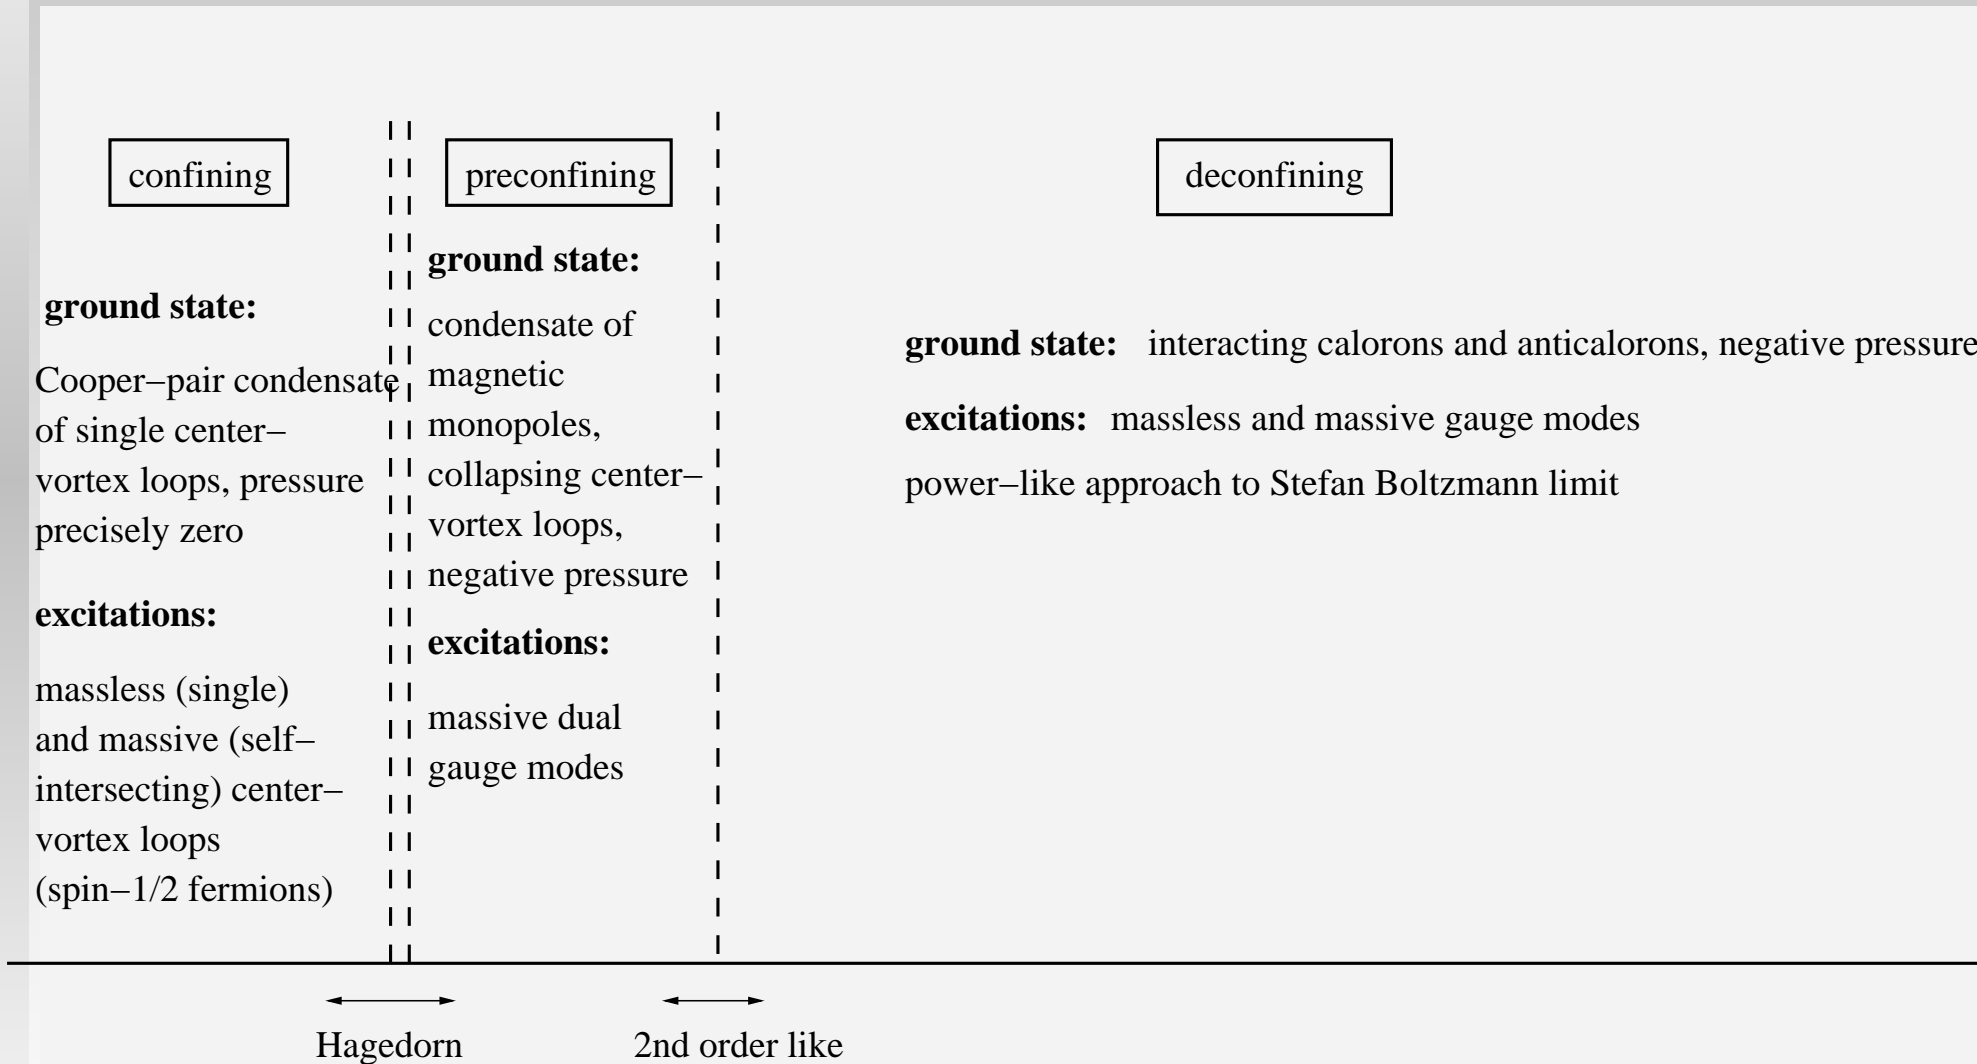 confining
ground state:
Cooper−pair condensate
of single center−
vortex loops, pressure
precisely zero
excitations:
massless (single)
and massive (self−
intersecting) center−
vortex loops
(spin−1/2 fermions)
preconfining
ground state:
condensate of
magnetic
monopoles,
collapsing center−
vortex loops,
negative pressure
excitations:
massive dual
gauge modes
deconfining
ground state: interacting calorons and anticalorons, negative pressure
excitations: massless and massive gauge modes
power−like approach to Stefan Boltzmann limit
Hagedorn
2nd order like